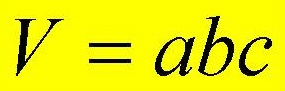 V = abc